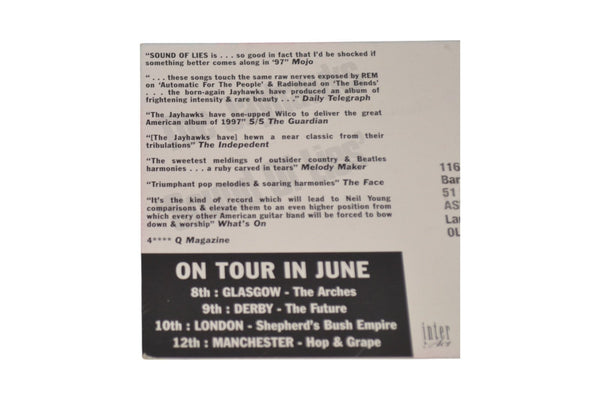 "SOUND OF LIES is . . . so good in fact that I'd be shocked if
something better comes along in '97" Mojo
" . . . these songs touch the same raw nerves exposed by REM
on 'Automatic For The People' & Radiohead on 'The Bends'
. . . the born-again Jayhawks have produced an album of
frightening intensity & rare beauty . . ." Daily Telegraph
"The Jayhawks have one-upped Wilco to deliver the great
American album of 1997" S/S The Guardian
"[The Jayhawks have] hewn a near classic from their
tribulations" The Indepedent
"The sweetest meldings of outsider country & Beatles
harmonies . . . a ruby carved in tears" Melody Maker
"Triumphant pop melodies & soaring harmonies" The Face
"It's the kind of record which will lead to Neil Young
comparisons & elevate them to an even higher position from
which every other American guitar band will be forced to bow
down & worship" What's On
4**** Q Magazine
ON TOUR IN JUNE
8th : GLASGOW - The Arches
9th : DERBY - The Future
10th : LONDON - Shepherd's Bush Empire
12th : MANCHESTER - Hop & Grape
116
Bar
51
AS
Lau
OL
inter
Act